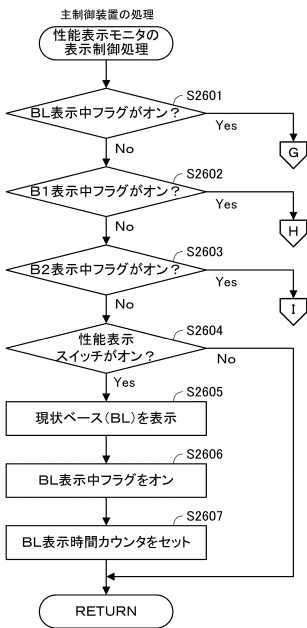 主制御装置の処理
性能表示モニタの
表示制御処理
S2601
BL表示中フラグがオン？
Yes
G
No
S2602
B1表示中フラグがオン？
Yes
H
No
S2603
B2表示中フラグがオン？
Yes
I
No
S2604
性能表示
スイッチがオン？
No
Yes
S2605
現状ベース(BL)を表示
S2606
BL表示中フラグをオン
S2607
BL表示時間カウンタをセット
RETURN